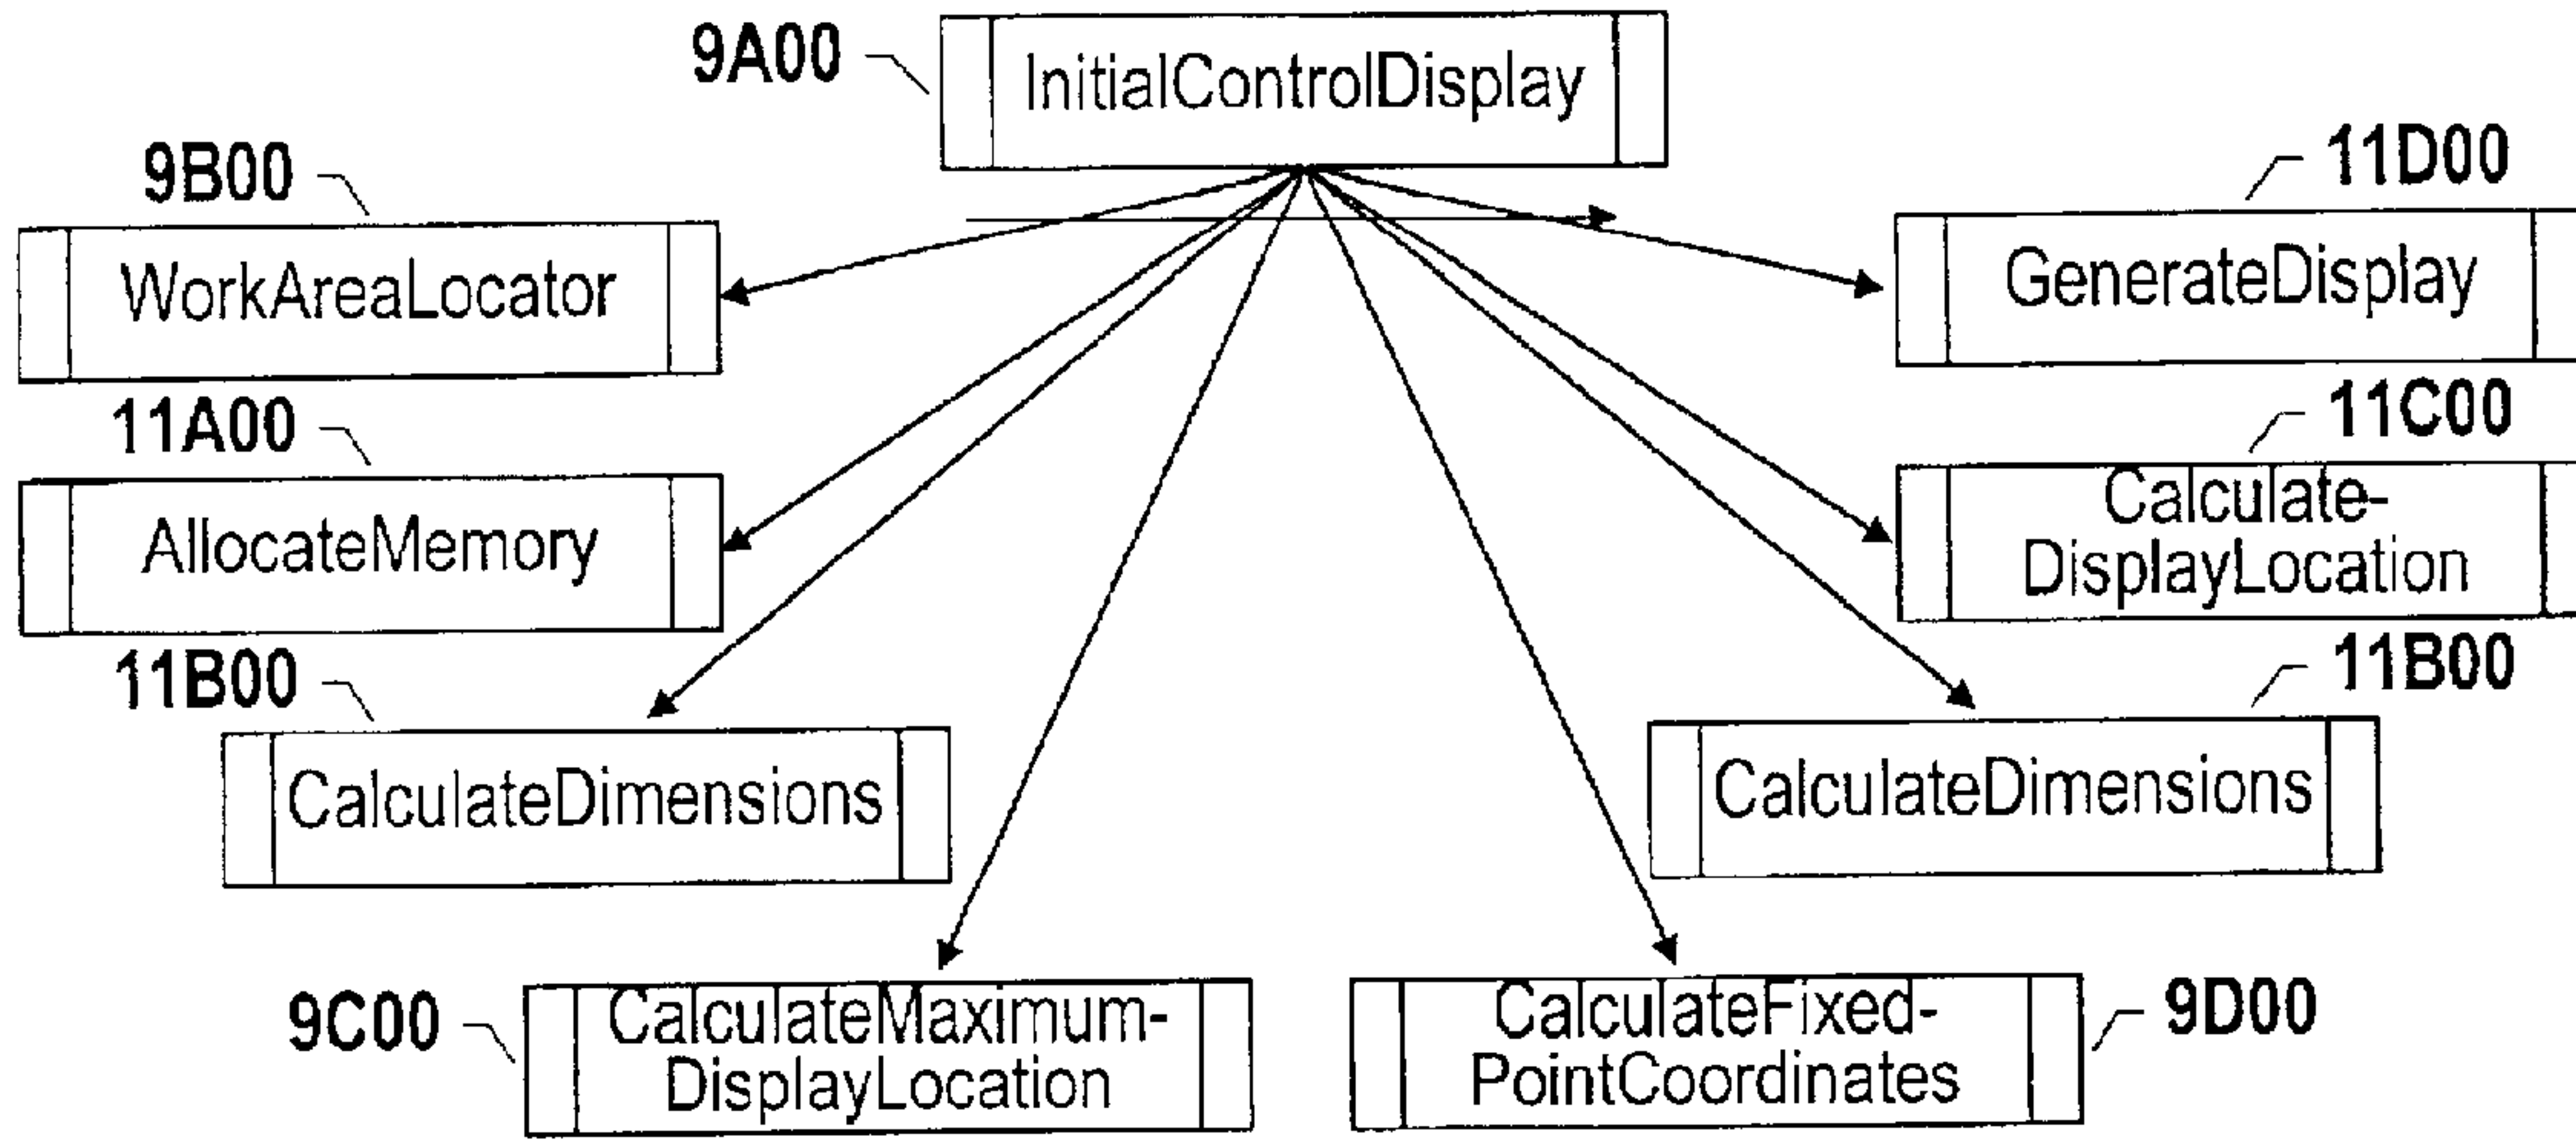 9A00
InitialControlDisplay
9B00
WorkAreaLocator
11D00
GenerateDisplay
11A00
AllocateMemory
11C00
Calculate-
DisplayLocation
11B00
CalculateDimensions
11B00
CalculateDimensions
9C00
CalculateMaximum-
DisplayLocation
CalculateFixed-
PointCoordinates
9D00